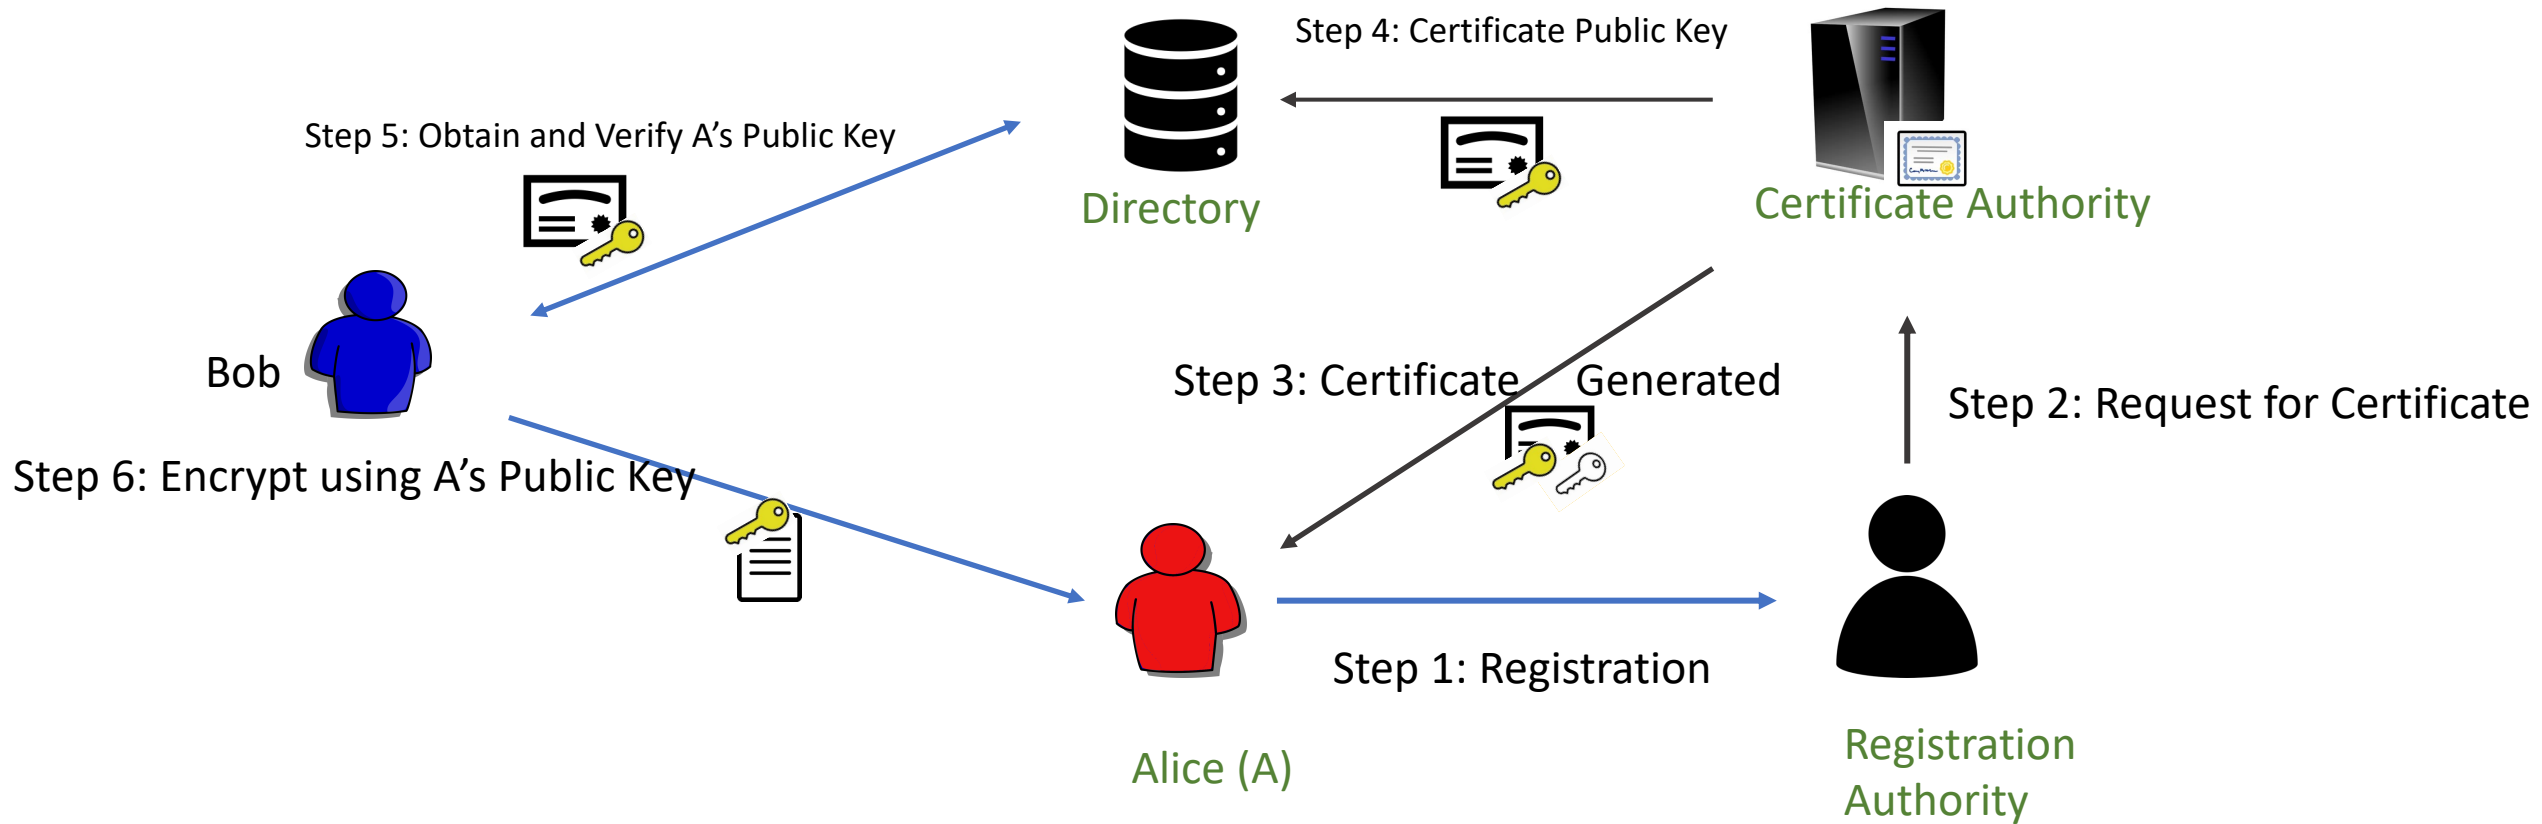 Step 4: Certificate Public Key
Step 5: Obtain and Verify A’s Public Key
Directory
Certificate Authority
Bob
Step 3: Certificate Generated
Step 2: Request for Certificate
Step 6: Encrypt using A’s Public Key
Step 1: Registration
Alice (A)
Registration
Authority